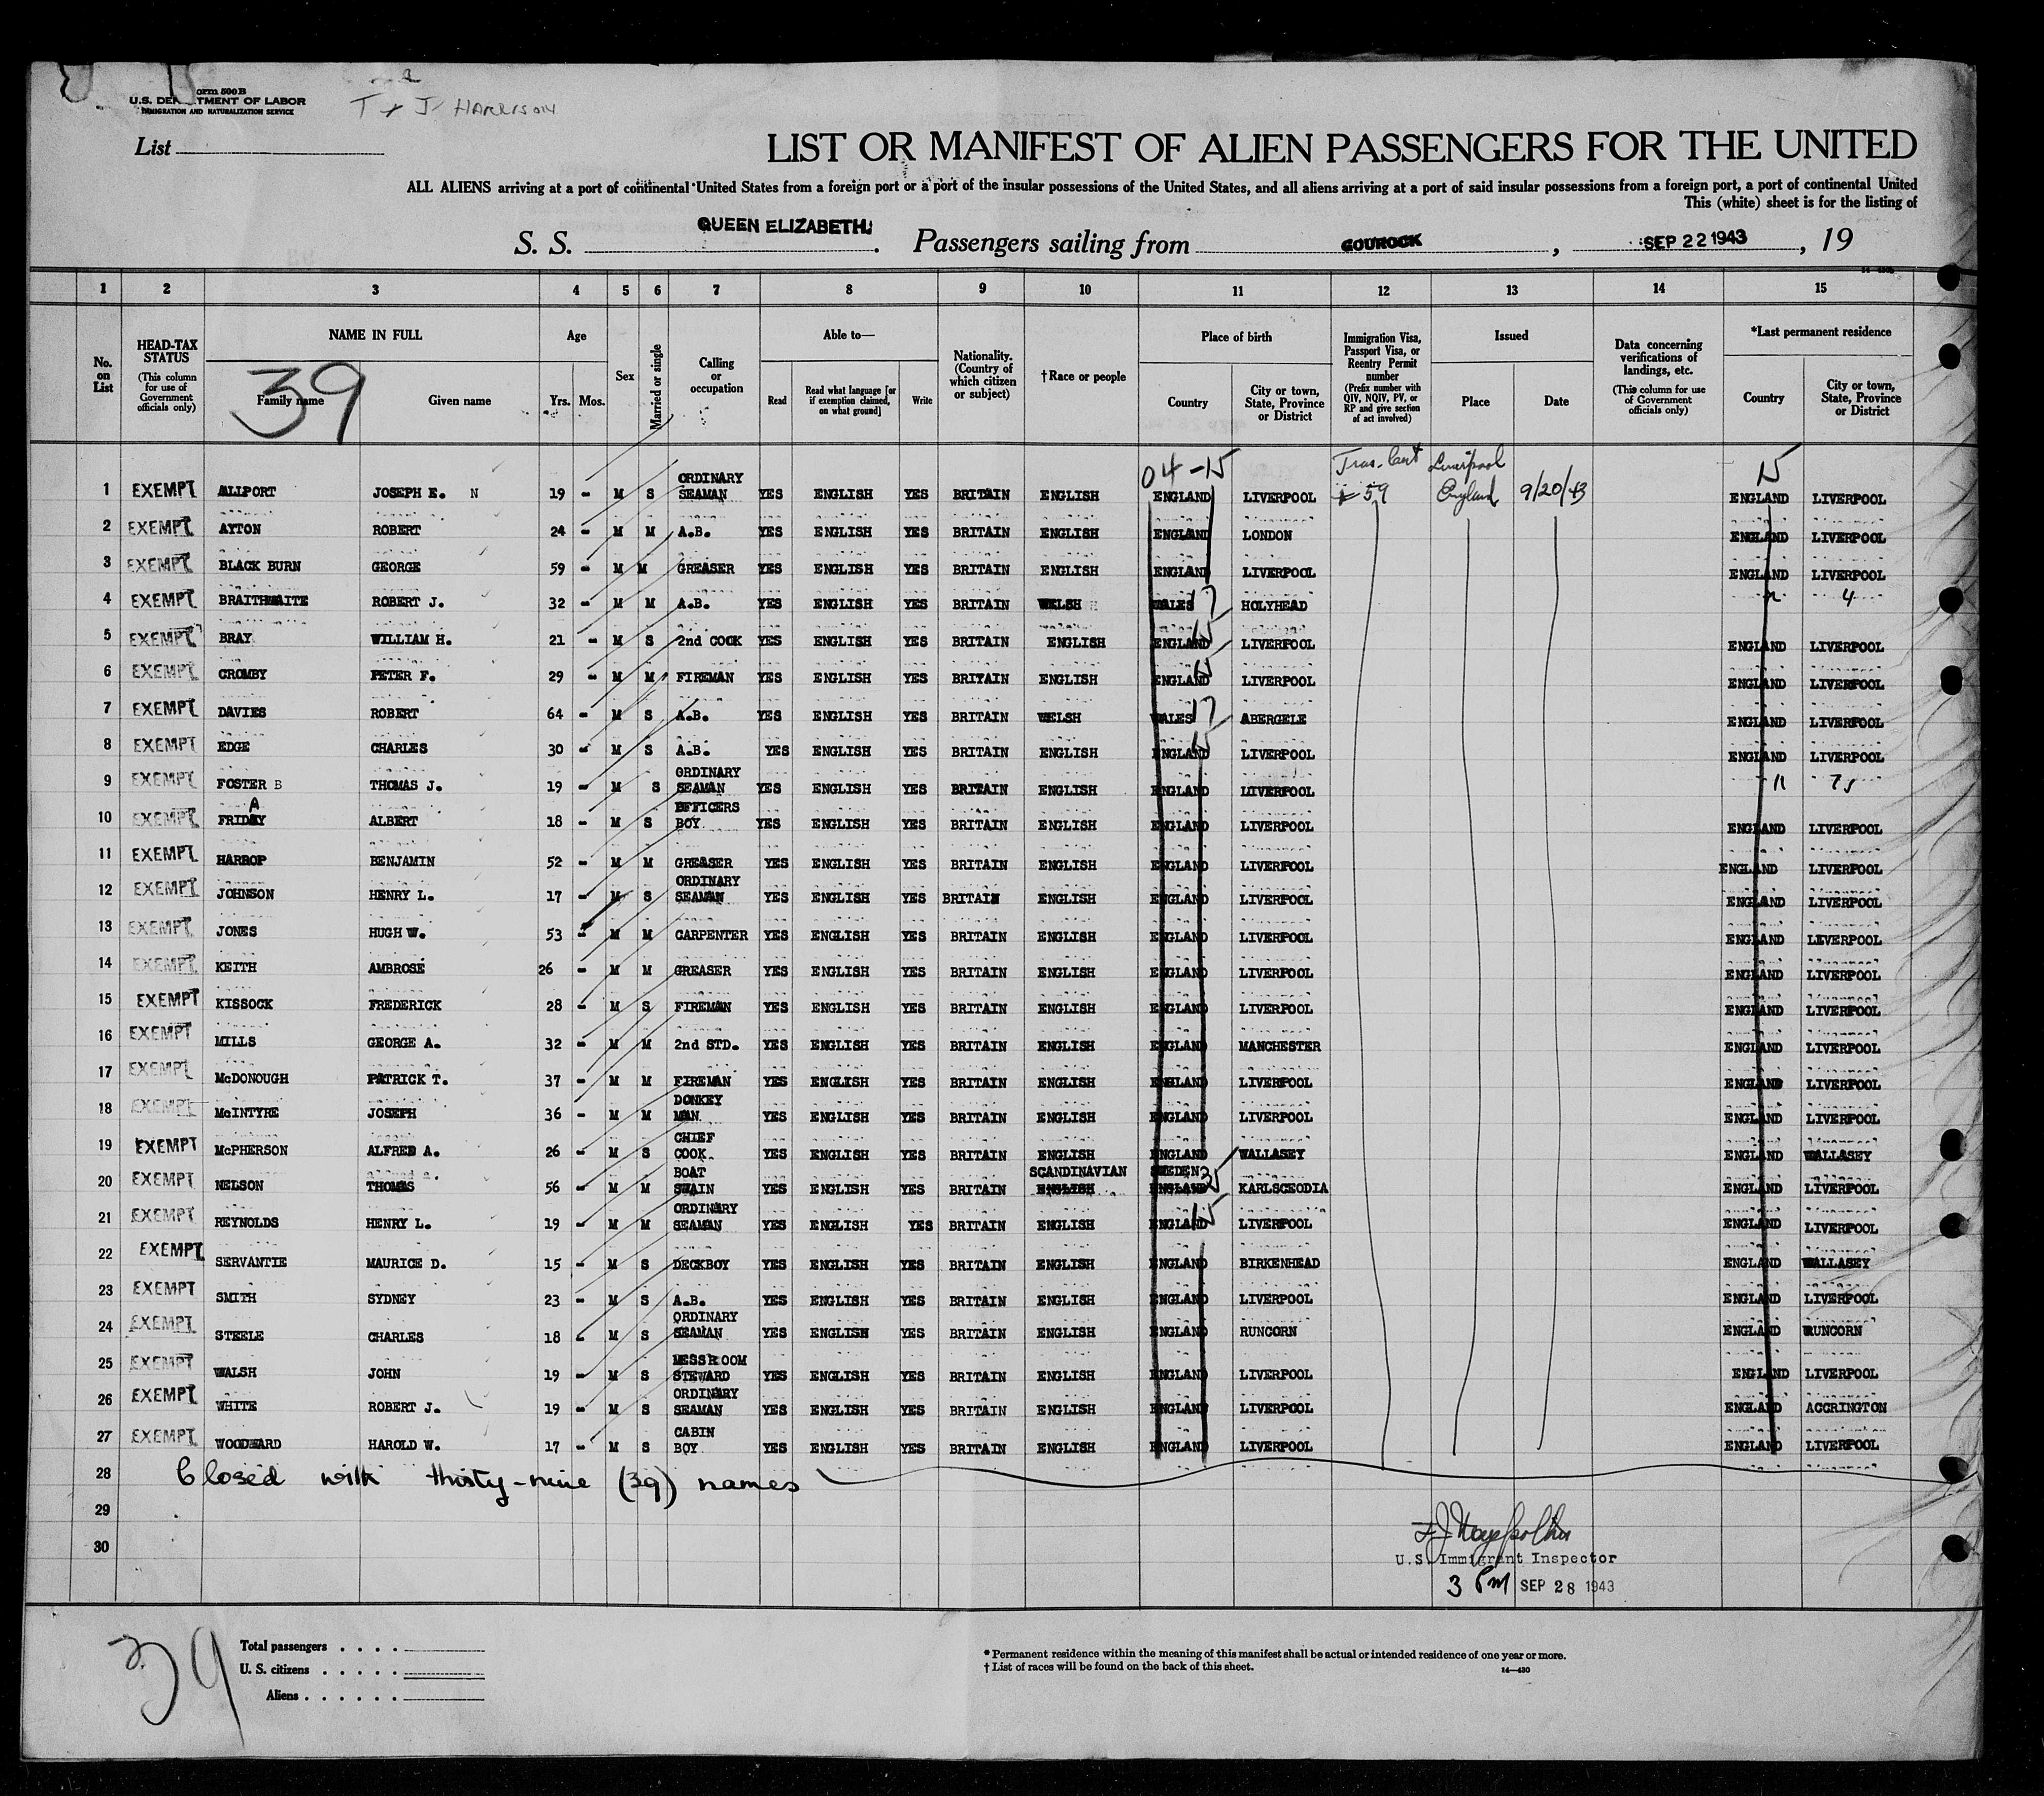 Form 500B
U.S. DEPARTMENT OF LABOR
IMMIGRATION AND NATURALIZATION SERVICE
T & J HARRISON
List
LIST OR MANIFEST OF ALIEN PASSENGERS FOR THE UNITED
ALL ALIENS arriving at a port of continental United States from a foreign port or a port of the insular possessions of the United States, and all aliens arriving at a port of said insular possessions from a foreign port, a port of continental United
This (white) sheet is for the listing of
S. S. QUEEN ELIZABETH. Passengers sailing from GOUROCK, SEP 22 1943, 19
1 2 3 4 5 6 7 8 9 10 11 12 13 14 15
No. on List
HEAD-TAX STATUS (This column for use of Government officials only)
NAME IN FULL Family name Given name
39
Age Yrs. Mos.
Sex
Married or single
Calling or occupation
Able to— Read Read what language [or if exemption claimed, on what ground] Write
Nationality. (Country of which citizen or subject)
†Race or people
Place of birth Country City or town, State, Province or District
Immigration Visa, Passport Visa, or Reentry Permit number (Prefix number with QIV, NQIV, PV, or RP and give section of act involved)
Issued Place Date
Data concerning verifications of landings, etc. (This column for use of Government officials only)
*Last permanent residence Country City or town, State, Province or District
04-15 15
1 EXEMPT ALLPORT JOSEPH E. N 19 - M S ORDINARY SEAMAN YES ENGLISH YES BRITAIN ENGLISH ENGLAND LIVERPOOL 59 Liverpool England 9/20/43 ENGLAND LIVERPOOL
2 EXEMPT AYTON ROBERT 24 - M M A.B. YES ENGLISH YES BRITAIN ENGLISH ENGLAND LONDON ENGLAND LIVERPOOL
3 EXEMPT BLACK BURN GEORGE 59 - M M GREASER YES ENGLISH YES BRITAIN ENGLISH ENGLAND LIVERPOOL ENGLAND LIVERPOOL
4 EXEMPT BRAITHWAITE ROBERT J. 32 - M M A.B. YES ENGLISH YES BRITAIN WELSH WALES 17 HOLYHEAD
5 EXEMPT BRAY WILLIAM H. 21 - M S 2nd COOK YES ENGLISH YES BRITAIN ENGLISH ENGLAND 15 LIVERPOOL ENGLAND LIVERPOOL
6 EXEMPT CROMBY PETER F. 29 - M M FIREMAN YES ENGLISH YES BRITAIN ENGLISH ENGLAND 15 LIVERPOOL ENGLAND LIVERPOOL
7 EXEMPT DAVIES ROBERT 64 - M S A.B. YES ENGLISH YES BRITAIN WELSH WALES 17 ABERGELE ENGLAND LIVERPOOL
8 EXEMPT EDGE CHARLES 30 - M S A.B. YES ENGLISH YES BRITAIN ENGLISH ENGLAND 15 LIVERPOOL ENGLAND LIVERPOOL
9 EXEMPT FOSTER B THOMAS J. 19 - M S ORDINARY SEAMAN YES ENGLISH YES BRITAIN ENGLISH ENGLAND LIVERPOOL
10 EXEMPT FRIDAY A ALBERT 18 - M S OFFICERS BOY YES ENGLISH YES BRITAIN ENGLISH ENGLAND LIVERPOOL ENGLAND LIVERPOOL
11 EXEMPT HARROP BENJAMIN 52 - M M GREASER YES ENGLISH YES BRITAIN ENGLISH ENGLAND LIVERPOOL ENGLAND LIVERPOOL
12 EXEMPT JOHNSON HENRY L. 17 - M S ORDINARY SEAMAN YES ENGLISH YES BRITAIN ENGLISH ENGLAND LIVERPOOL ENGLAND LIVERPOOL
13 EXEMPT JONES HUGH W. 53 - M M CARPENTER YES ENGLISH YES BRITAIN ENGLISH ENGLAND LIVERPOOL ENGLAND LIVERPOOL
14 EXEMPT KEITH AMBROSE 26 - M M GREASER YES ENGLISH YES BRITAIN ENGLISH ENGLAND LIVERPOOL ENGLAND LIVERPOOL
15 EXEMPT KISSOCK FREDERICK 28 - M S FIREMAN YES ENGLISH YES BRITAIN ENGLISH ENGLAND LIVERPOOL ENGLAND LIVERPOOL
16 EXEMPT MILLS GEORGE A. 32 - M M 2nd STD. YES ENGLISH YES BRITAIN ENGLISH ENGLAND MANCHESTER ENGLAND LIVERPOOL
17 EXEMPT McDONOUGH PATRICK T. 37 - M M FIREMAN YES ENGLISH YES BRITAIN ENGLISH ENGLAND LIVERPOOL ENGLAND LIVERPOOL
18 EXEMPT McINTYRE JOSEPH 36 - M M DONKEY MAN. YES ENGLISH YES BRITAIN ENGLISH ENGLAND LIVERPOOL ENGLAND LIVERPOOL
19 EXEMPT McPHERSON ALFRED A. 26 - M S CHIEF COOK YES ENGLISH YES BRITAIN ENGLISH ENGLAND WALLASEY ENGLAND WALLASEY
20 EXEMPT NELSON THOMAS 56 - M M BOAT SWAIN YES ENGLISH YES BRITAIN SCANDINAVIAN ENGLISH SWEDEN ENGLAND 35 KARLSCEODIA ENGLAND LIVERPOOL
21 EXEMPT REYNOLDS HENRY L. 19 - M M ORDINARY SEAMAN YES ENGLISH YES BRITAIN ENGLISH ENGLAND 15 LIVERPOOL ENGLAND LIVERPOOL
22 EXEMPT SERVANTIE MAURICE D. 15 - M S DECKBOY YES ENGLISH YES BRITAIN ENGLISH ENGLAND BIRKENHEAD ENGLAND WALLASEY
23 EXEMPT SMITH SYDNEY 23 - M S A.B. YES ENGLISH YES BRITAIN ENGLISH ENGLAND LIVERPOOL ENGLAND LIVERPOOL
24 EXEMPT STEELE CHARLES 18 - M S ORDINARY SEAMAN YES ENGLISH YES BRITAIN ENGLISH ENGLAND RUNCORN ENGLAND RUNCORN
25 EXEMPT WALSH JOHN 19 - M S MESSROOM STEWARD YES ENGLISH YES BRITAIN ENGLISH ENGLAND LIVERPOOL ENGLAND LIVERPOOL
26 EXEMPT WHITE ROBERT J. 19 - M S ORDINARY SEAMAN YES ENGLISH YES BRITAIN ENGLISH ENGLAND LIVERPOOL ENGLAND ACCRINGTON
27 EXEMPT WOODWARD HAROLD W. 17 - M S CABIN BOY YES ENGLISH YES BRITAIN ENGLISH ENGLAND LIVERPOOL ENGLAND LIVERPOOL
28 Closed with thirty-nine (39) names
29
30
U.S. Immigrant Inspector
3 PM SEP 28 1943
39
Total passengers
U. S. citizens
Aliens
* Permanent residence within the meaning of this manifest shall be actual or intended residence of one year or more.
† List of races will be found on the back of this sheet.
14—430